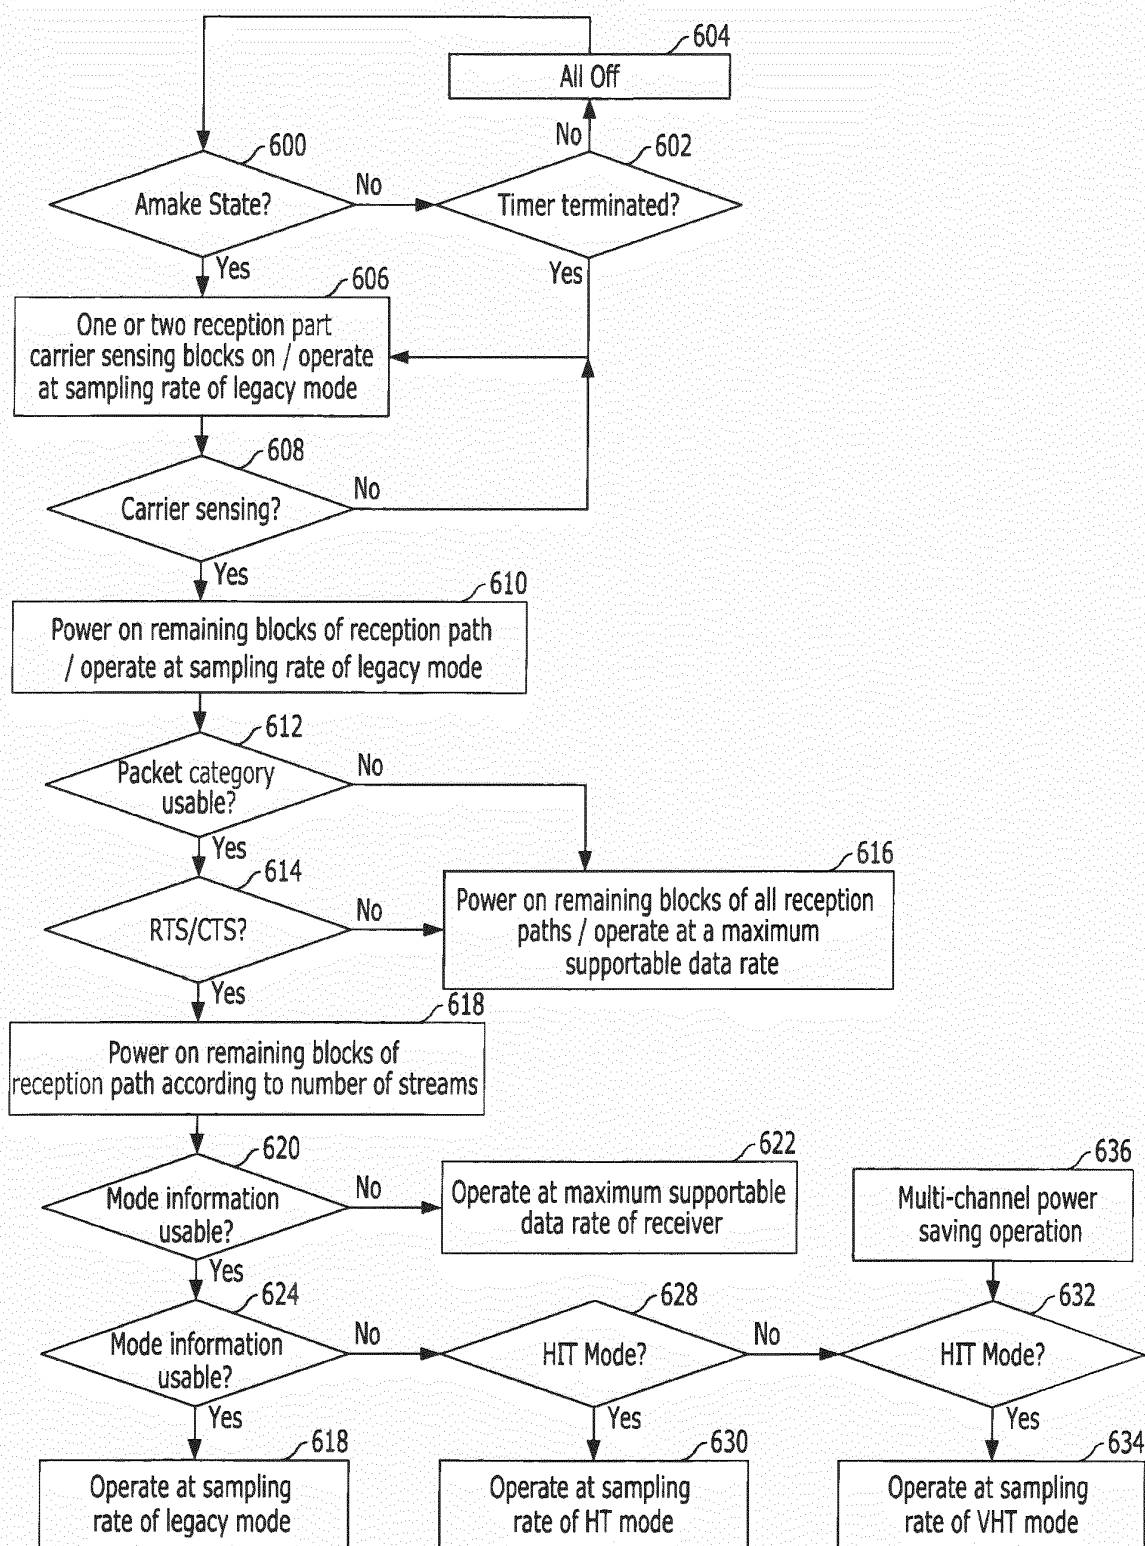 604
All Off
No
600
602
Amake State?
No
Timer terminated?
Yes
Yes
606
One or two reception part
carrier sensing blocks on / operate
at sampling rate of legacy mode
608
Carrier sensing?
No
Yes
610
Power on remaining blocks of reception path
/ operate at sampling rate of legacy mode
612
Packet category
usable?
No
Yes
614
RTS/CTS?
No
616
Power on remaining blocks of all reception
paths / operate at a maximum
supportable data rate
Yes
618
Power on remaining blocks of
reception path according to number of streams
620
Mode information
usable?
No
622
Operate at maximum supportable
data rate of receiver
636
Multi-channel power
saving operation
Yes
624
Mode information
usable?
No
628
HIT Mode?
No
632
HIT Mode?
Yes
Yes
Yes
618
Operate at sampling
rate of legacy mode
630
Operate at sampling
rate of HT mode
634
Operate at sampling
rate of VHT mode